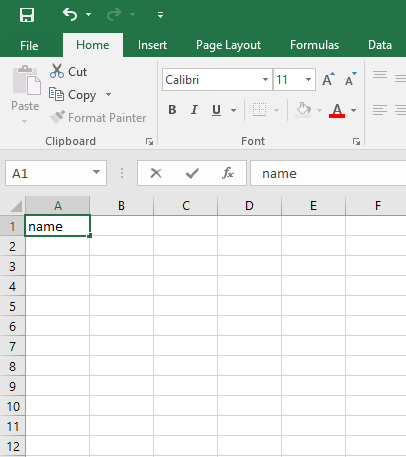 File Home Insert Page Layout Formulas Data
Cut
Calibri 11
Copy
Paste
B I U A
Format Painter
Clipboard Font
A1 fx name
A B C D E F
1 name
2
3
4
5
6
7
8
9
10
11
12